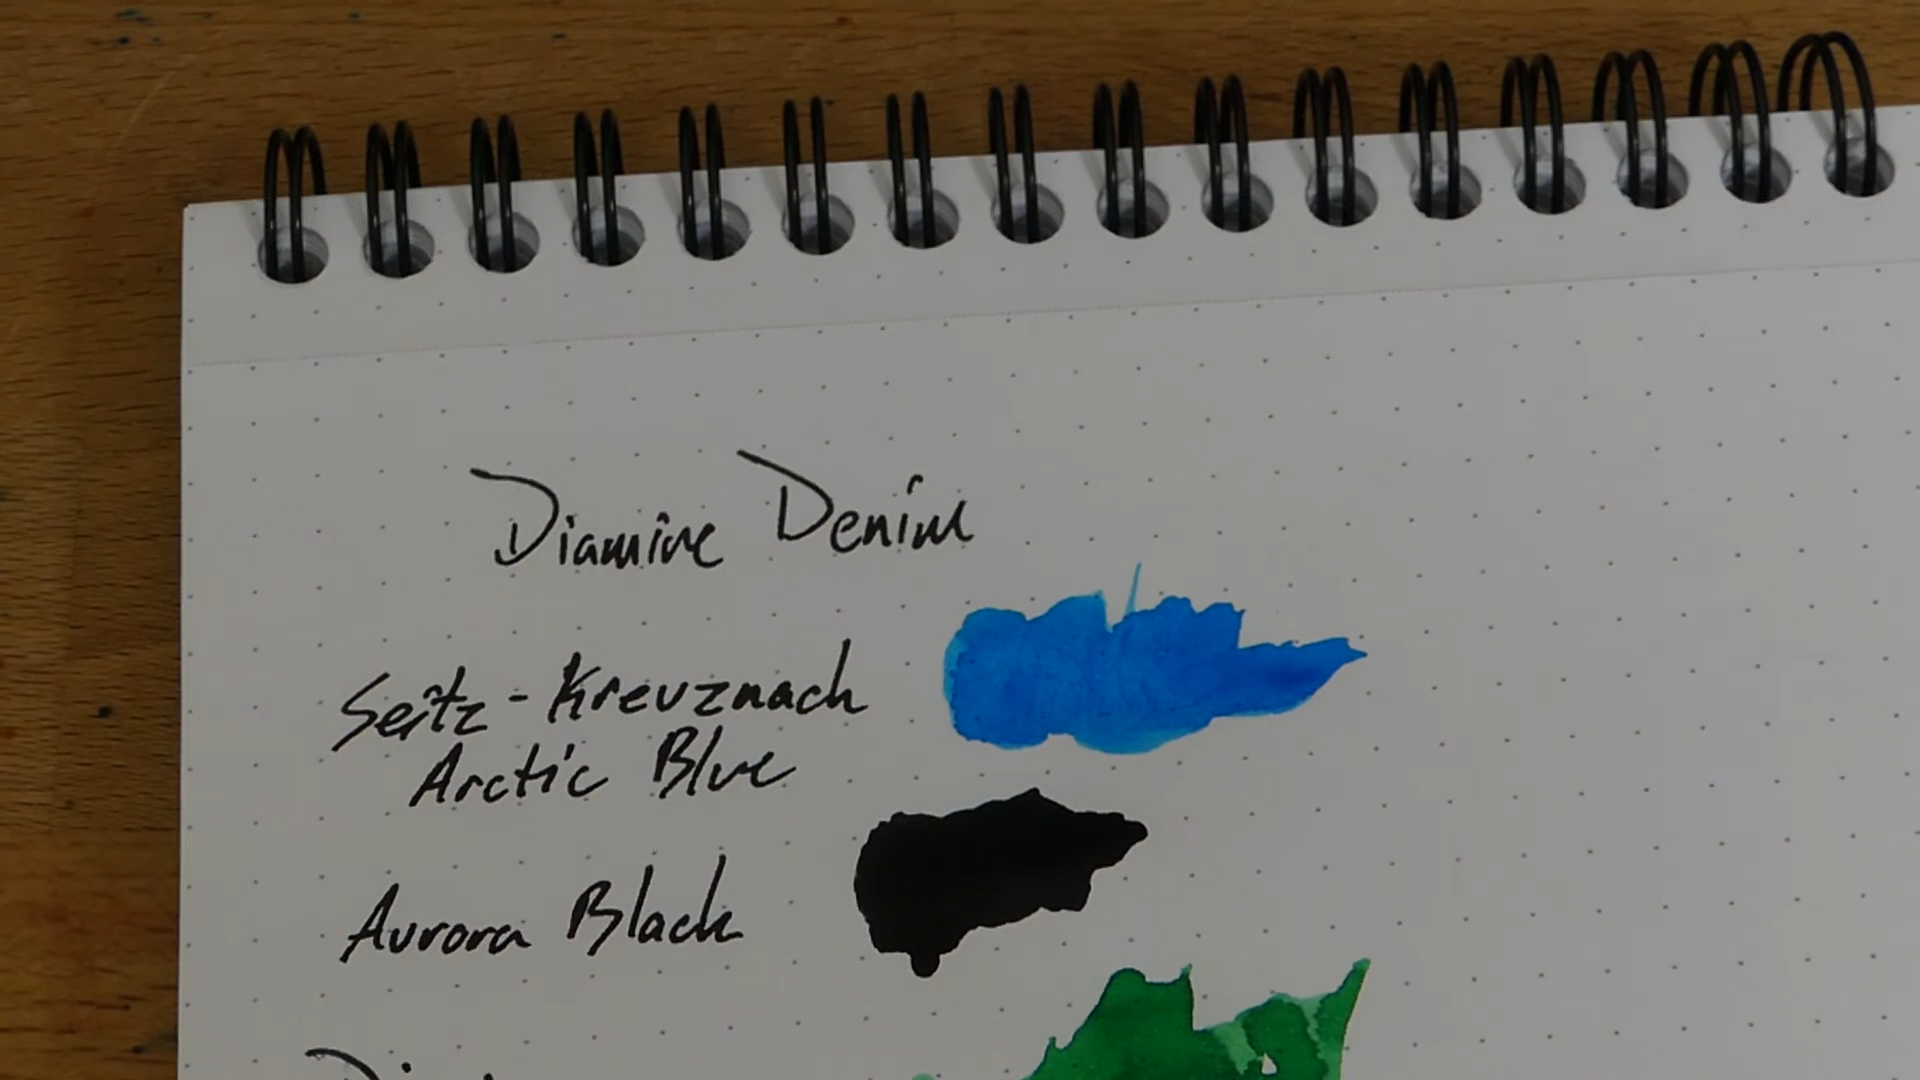 Diamine Denim
Seitz-Kreuznach
Arctic Blue
Aurora Black